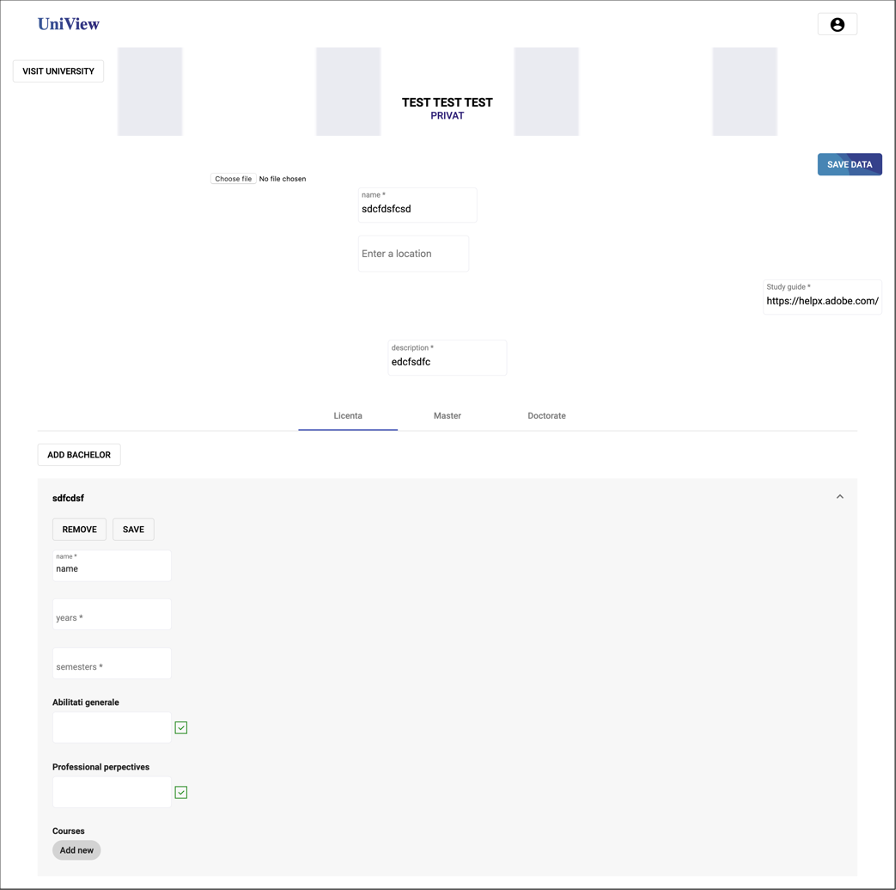 UniView
VISIT UNIVERSITY
TEST TEST TEST
PRIVAT
SAVE DATA
Choose file No file chosen
name *
sdcfdsfcsd
Enter a location
Study guide *
https://helpx.adobe.com/
description *
edcfsdfc
Licenta Master Doctorate
ADD BACHELOR
sdfcdsf
REMOVE SAVE
name *
name
years *
semesters *
Abilitati generale
Professional perpectives
Courses
Add new